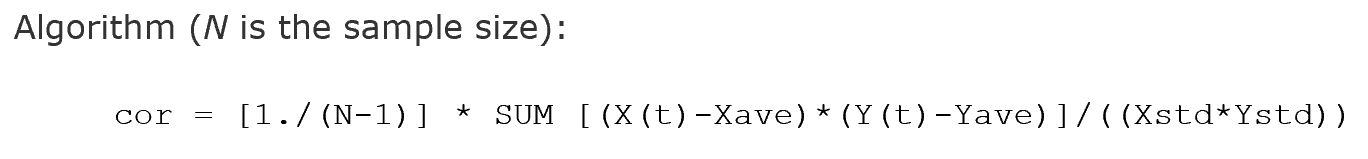 Algorithm (N is the sample size):
cor = [1./(N-1)] * SUM [(X(t)-Xave)*(Y(t)-Yave)]/((Xstd*Ystd))